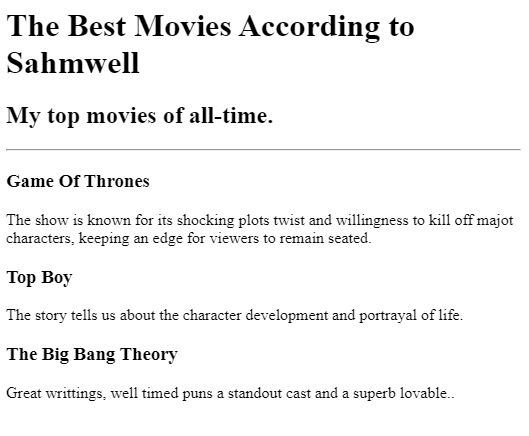 The Best Movies According to
Sahmwell
My top movies of all-time.
Game Of Thrones
The show is known for its shocking plots twist and willingness to kill off majot
characters, keeping an edge for viewers to remain seated.
Top Boy
The story tells us about the character development and portrayal of life.
The Big Bang Theory
Great writtings, well timed puns a standout cast and a superb lovable..